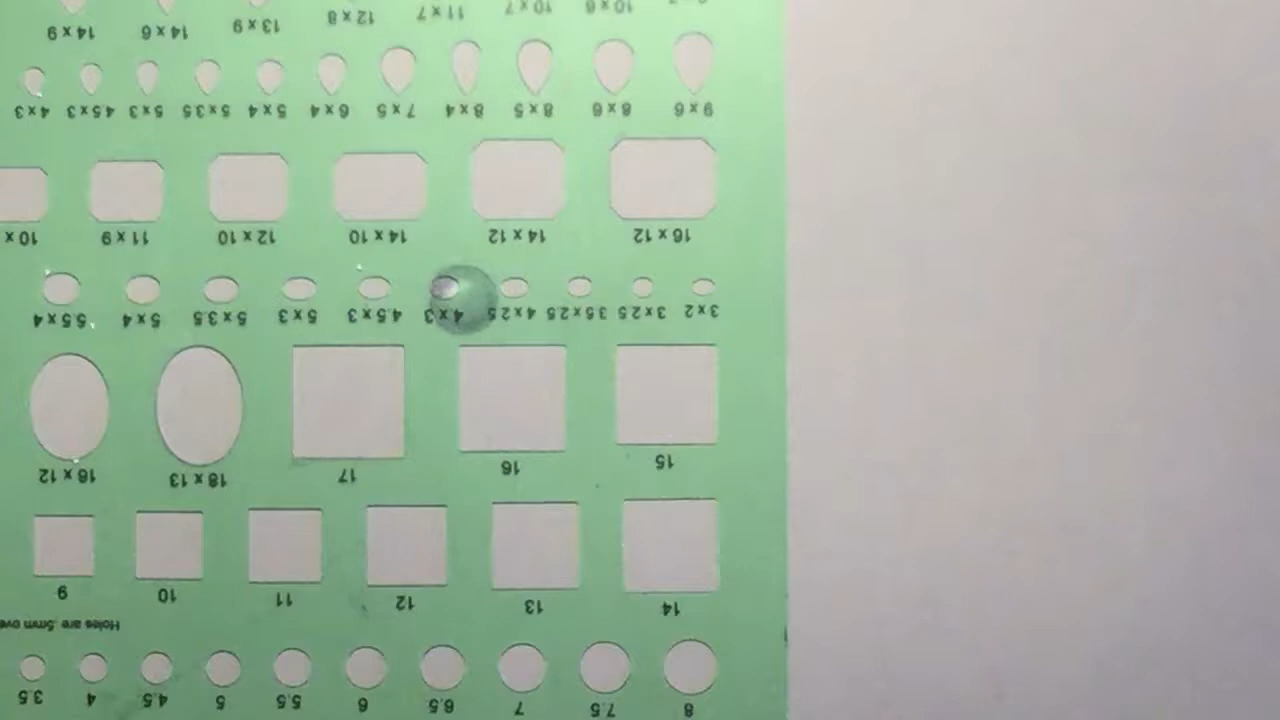 8 7.5 7 6.5 6 5.5 5 4.5 4 3.5
Holes are .5mm
14 13 12 11 10 9
15 16 17 18 x 13 16 x 12
3 x 2 3 x 2.5 3.5 x 2.5 4 x 2.5 4 x 3 4.5 x 3 5 x 3 5 x 3.5 5 x 4 5.5 x 4
16 x 12 14 x 12 14 x 10 12 x 10 11 x 9 10 x
9 x 6 8 x 6 8 x 5 8 x 4 7 x 5 6 x 4 5 x 4 5 x 3.5 5 x 3 4.5 x 3 4 x 3
10 x 7 11 x 7 12 x 8 13 x 9 14 x 6 14 x 9